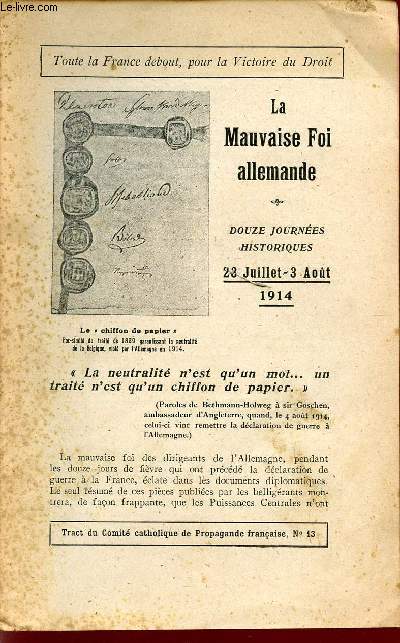 www.le-livre.com
Toute la France debout, pour la Victoire du Droit
La
Mauvaise Foi
allemande
DOUZE JOURNÉES
HISTORIQUES
23 Juillet-3 Août
1914
Le « chiffon de papier »
Fac-similé du traité de 1839 garantissant la neutralité
de la Belgique, violé par l'Allemagne en 1914.
« La neutralité n'est qu'un mot... un
traité n'est qu'un chiffon de papier. »
(Paroles de Bethmann-Holweg à sir Goschen,
ambassadeur d'Angleterre, quand, le 4 août 1914,
celui-ci vint remettre la déclaration de guerre à
l'Allemagne.)
La mauvaise foi des dirigeants de l'Allemagne, pendant
les douze jours de fièvre qui ont précédé la déclaration de
guerre à la France, éclate dans les documents diplomatiques.
Le seul résumé de ces pièces publiées par les belligérants mon-
trera, de façon frappante, que les Puissances Centrales n'ont
Tract du Comité catholique de Propagande française, N° 13